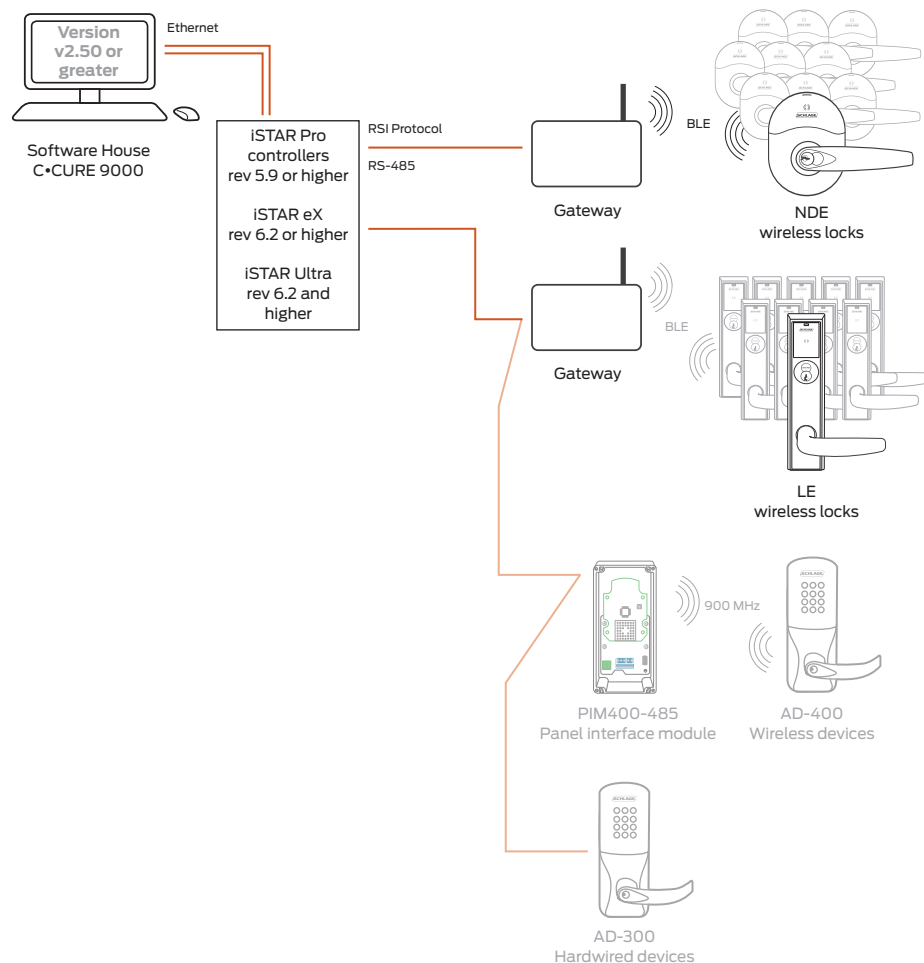 Version
v2.50 or
greater
Ethernet
Software House
C•CURE 9000
iSTAR Pro
controllers
rev 5.9 or higher
iSTAR eX
rev 6.2 or higher
iSTAR Ultra
rev 6.2 and
higher
RSI Protocol
RS-485
Gateway
BLE
SCHLAGE
NDE
wireless locks
Gateway
BLE
LE
wireless locks
900 MHz
SCHLAGE
PIM400-485
Panel interface module
AD-400
Wireless devices
SCHLAGE
AD-300
Hardwired devices